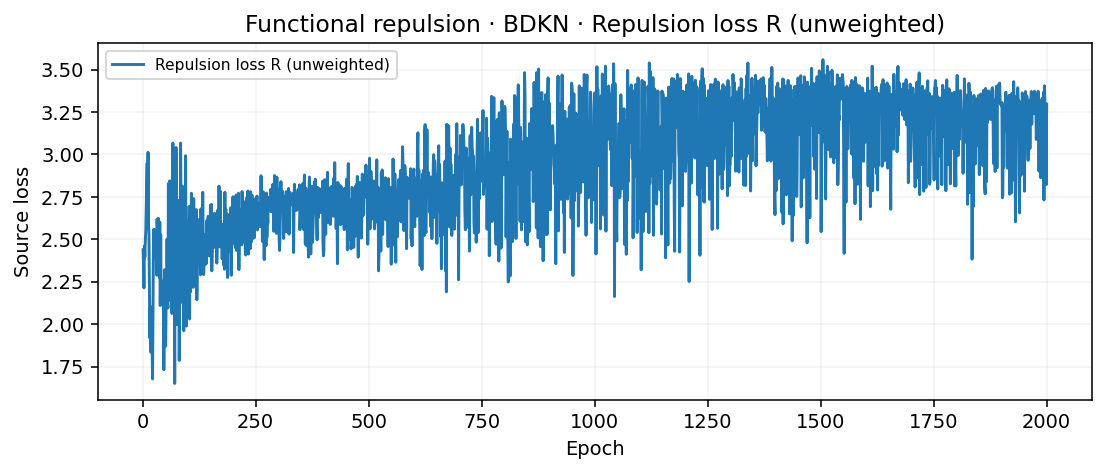 Functional repulsion · BDKN · Repulsion loss R (unweighted)
Repulsion loss R (unweighted)
Source loss
3.50
3.25
3.00
2.75
2.50
2.25
2.00
1.75
0 250 500 750 1000 1250 1500 1750 2000
Epoch